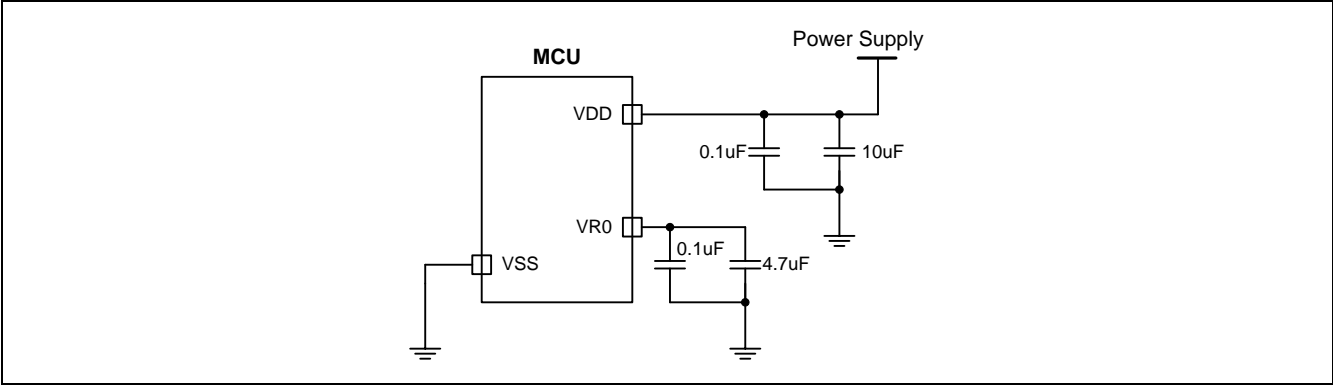 Power Supply
MCU
VDD
0.1uF
10uF
VR0
0.1uF
4.7uF
VSS